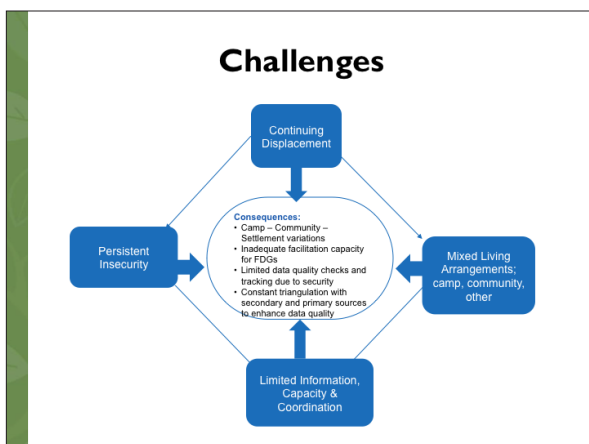 Challenges
Continuing
Displacement
Consequences:
• Camp – Community –
Settlement variations
• Inadequate facilitation capacity
for FDGs
• Limited data quality checks and
tracking due to security
• Constant triangulation with
secondary and primary sources
to enhance data quality
Persistent
Insecurity
Mixed Living
Arrangements;
camp, community,
other
Limited Information,
Capacity &
Coordination